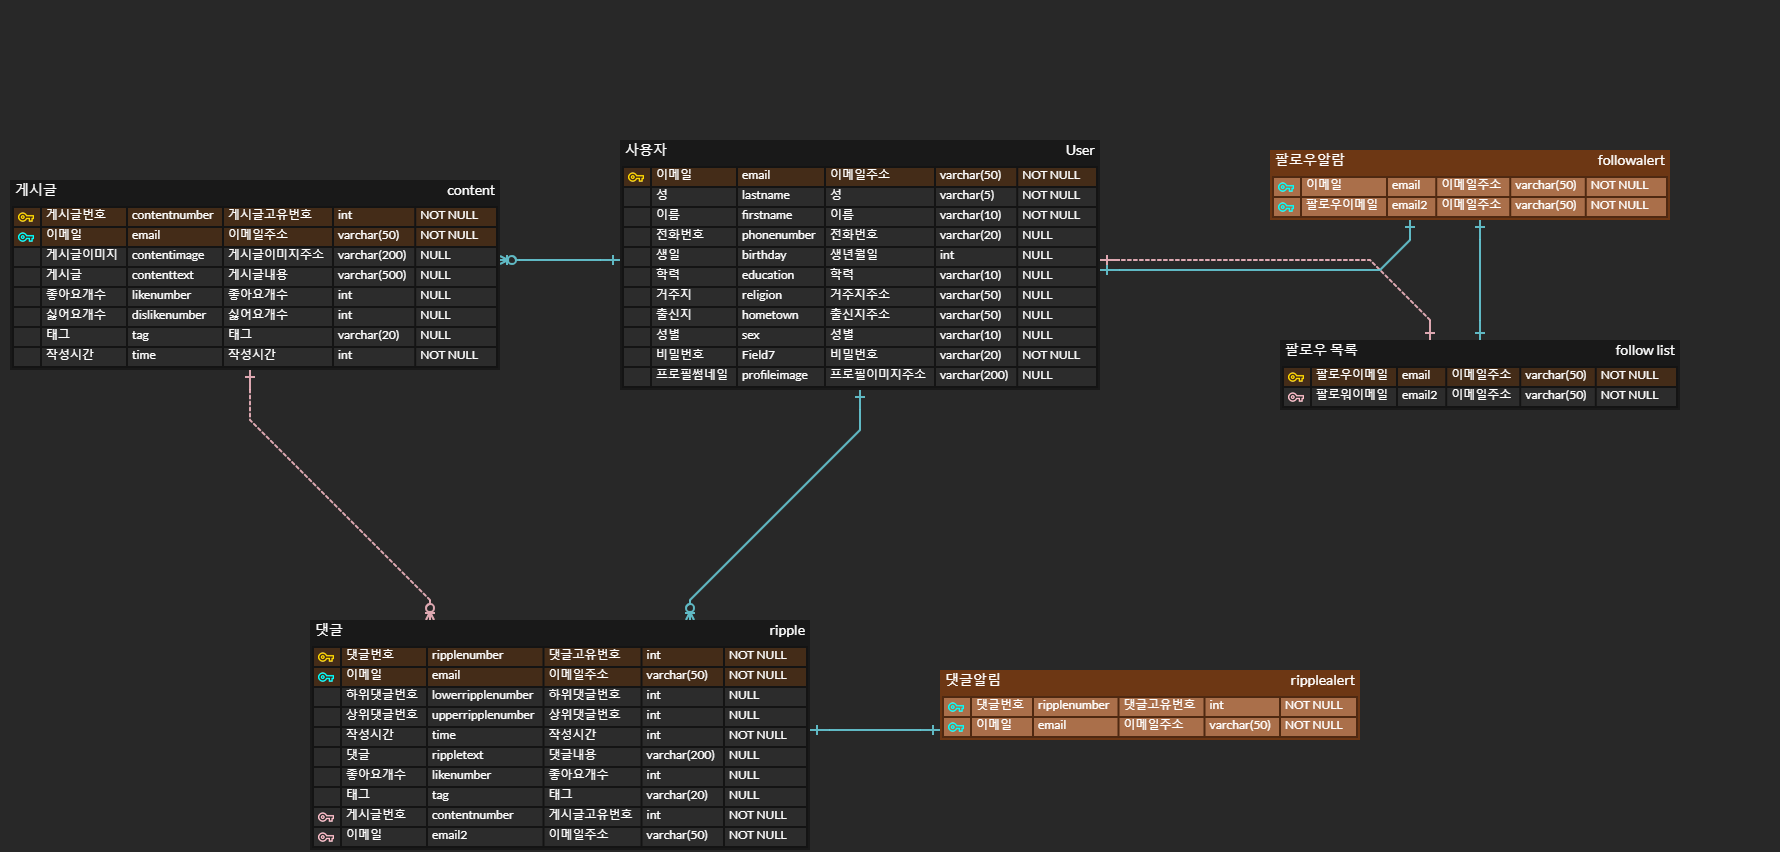 게시글 content
게시글번호 contentnumber 게시글고유번호 int NOT NULL
이메일 email 이메일주소 varchar(50) NOT NULL
게시글이미지 contentimage 게시글이미지주소 varchar(200) NULL
게시글 contenttext 게시글내용 varchar(500) NULL
좋아요개수 likenumber 좋아요개수 int NULL
싫어요개수 dislikenumber 싫어요개수 int NULL
태그 tag 태그 varchar(20) NULL
작성시간 time 작성시간 int NOT NULL
사용자 User
이메일 email 이메일주소 varchar(50) NOT NULL
성 lastname 성 varchar(5) NOT NULL
이름 firstname 이름 varchar(10) NOT NULL
전화번호 phonenumber 전화번호 varchar(20) NULL
생일 birthday 생년월일 int NULL
학력 education 학력 varchar(10) NULL
거주지 religion 거주지주소 varchar(50) NULL
출신지 hometown 출신지주소 varchar(50) NULL
성별 sex 성별 varchar(10) NULL
비밀번호 Field7 비밀번호 varchar(20) NOT NULL
프로필썸네일 profileimage 프로필이미지주소 varchar(200) NULL
팔로우알람 followalert
이메일 email 이메일주소 varchar(50) NOT NULL
팔로우이메일 email2 이메일주소 varchar(50) NOT NULL
팔로우 목록 follow list
팔로우이메일 email 이메일주소 varchar(50) NOT NULL
팔로워이메일 email2 이메일주소 varchar(50) NOT NULL
댓글 ripple
댓글번호 ripplenumber 댓글고유번호 int NOT NULL
이메일 email 이메일주소 varchar(50) NOT NULL
하위댓글번호 lowerripplenumber 하위댓글번호 int NULL
상위댓글번호 upperripplenumber 상위댓글번호 int NULL
작성시간 time 작성시간 int NOT NULL
댓글 rippletext 댓글내용 varchar(200) NULL
좋아요개수 likenumber 좋아요개수 int NULL
태그 tag 태그 varchar(20) NULL
게시글번호 contentnumber 게시글고유번호 int NOT NULL
이메일 email2 이메일주소 varchar(50) NOT NULL
댓글알림 ripplealert
댓글번호 ripplenumber 댓글고유번호 int NOT NULL
이메일 email 이메일주소 varchar(50) NOT NULL